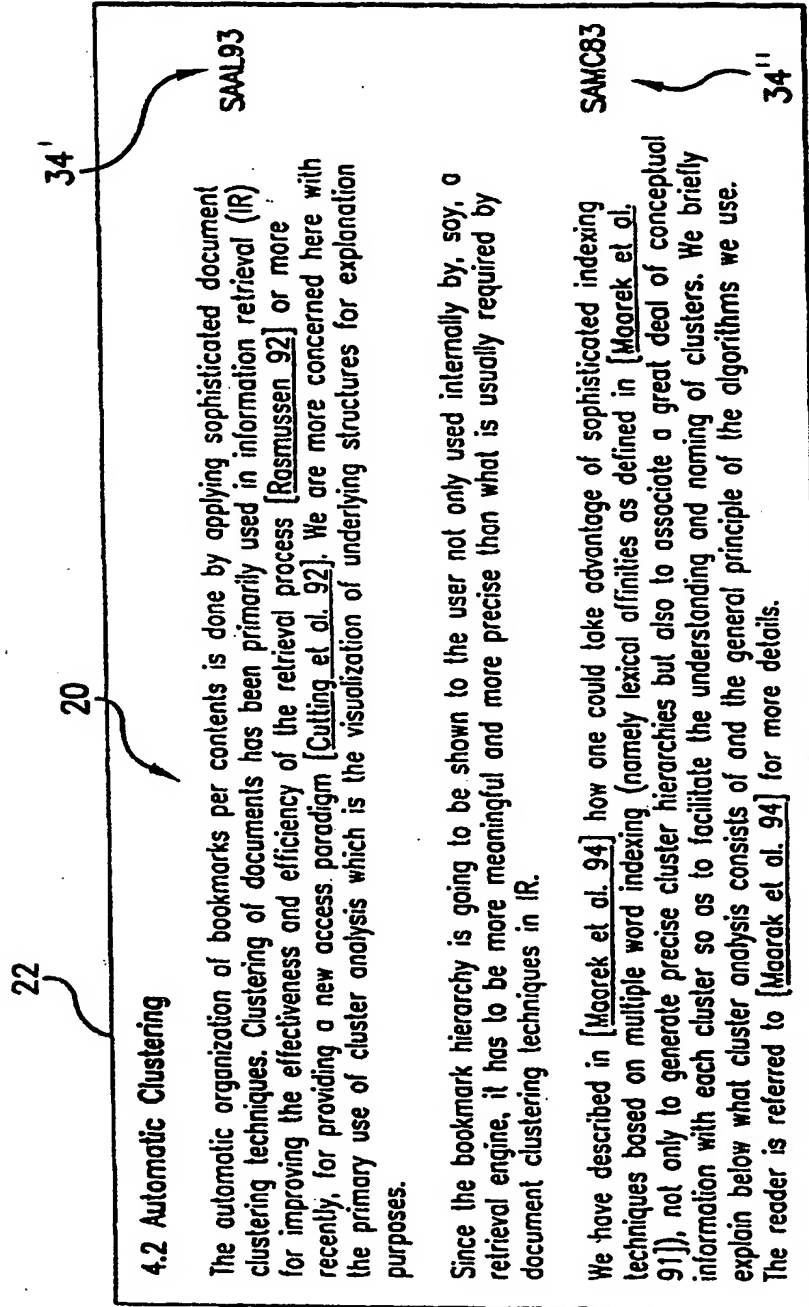 22
20
34'
4.2 Automatic Clustering
The automatic organization of bookmarks per contents is done by applying sophisticated document
SAAL93
clustering techniques. Clustering of documents has been primarily used in information retrieval (IR)
for improving the effectiveness and efficiency of the retrieval process [Rasmussen 92] or more
recently, for providing a new access paradigm [Cutting et al. 92]. We are more concerned here with
the primary use of cluster analysis which is the visualization of underlying structures for explanation
purposes.
Since the bookmark hierarchy is going to be shown to the user not only used internally by, say, a
retrieval engine, it has to be more meaningful and more precise than what is usually required by
document clustering techniques in IR.
We have described in [Maarek et al. 94] how one could take advantage of sophisticated indexing
SAMC83
techniques based on multiple word indexing (namely lexical affinities as defined in [Maarek et al.
91]), not only to generate precise cluster hierarchies but also to associate a great deal of conceptual
information with each cluster so as to facilitate the understanding and naming of clusters. We briefly
explain below what cluster analysis consists of and the general principle of the algorithms we use.
The reader is referred to [Maarak et al. 94] for more details.
34''